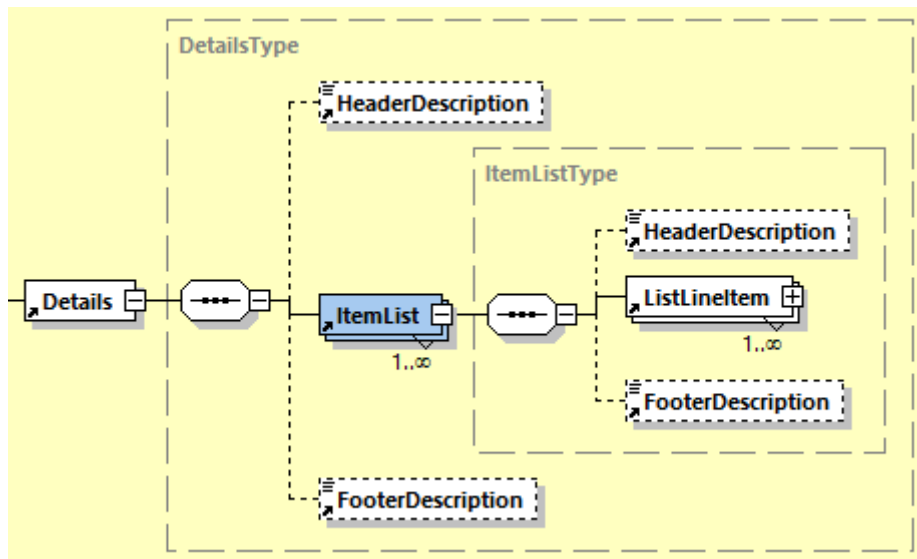 DetailsType
HeaderDescription
ItemListType
HeaderDescription
Details
ListLineItem
ItemList
1..∞
1..∞
FooterDescription
FooterDescription